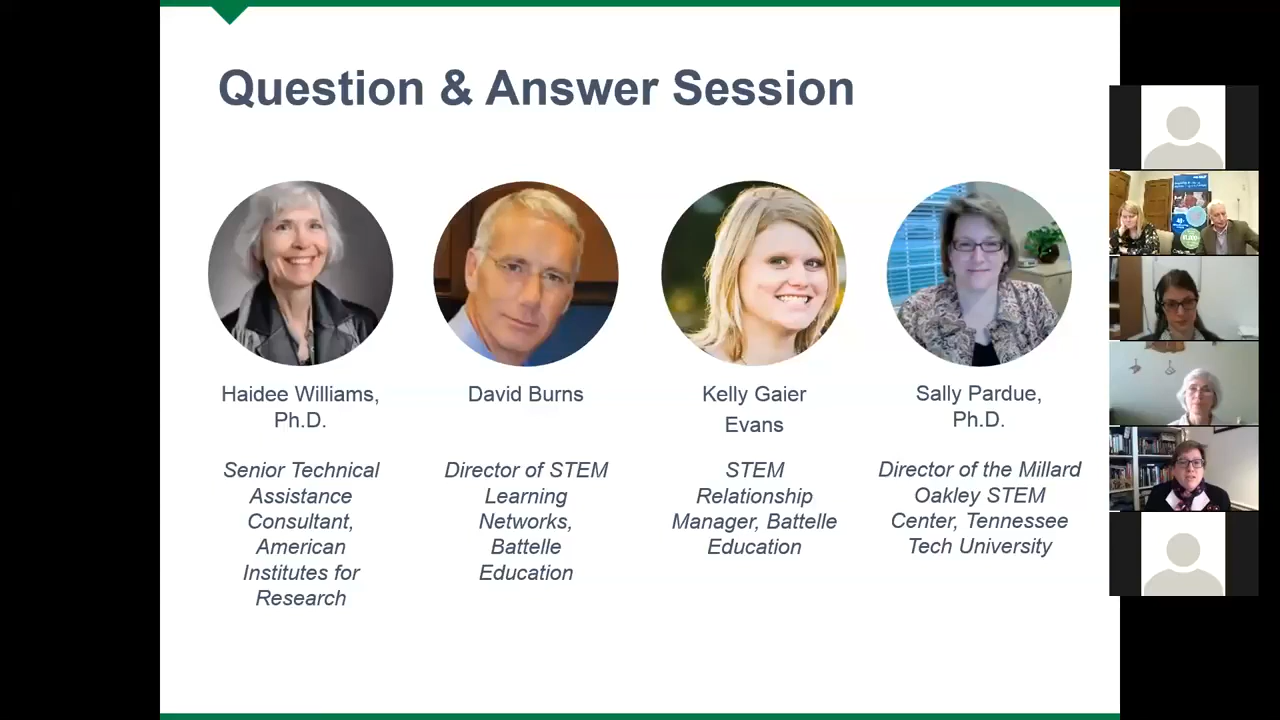 Question & Answer Session
Haidee Williams,
Ph.D.
Senior Technical
Assistance
Consultant,
American
Institutes for
Research
David Burns
Director of STEM
Learning
Networks,
Battelle
Education
Kelly Gaier
Evans
STEM
Relationship
Manager, Battelle
Education
Sally Pardue,
Ph.D.
Director of the Millard
Oakley STEM
Center, Tennessee
Tech University